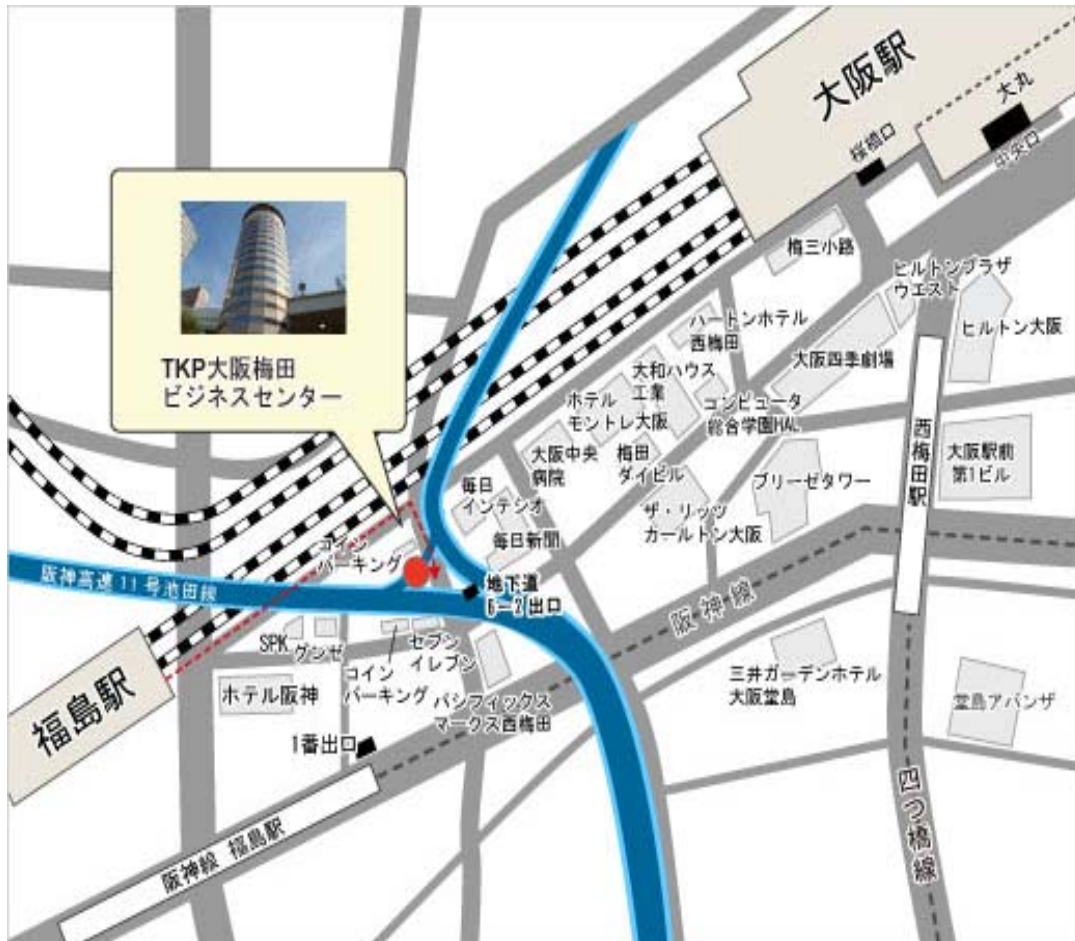 大阪駅
大丸
桜橋口
中央口
梅三小路
ヒルトンプラザ
ウエスト
ヒルトン大阪
TKP大阪梅田
ビジネスセンター
ハートンホテル
西梅田
大阪四季劇場
大和ハウス
工業
ホテル
モントレ大阪
コンピュータ
総合学園HAL
大阪中央
病院
梅田
ダイビル
西梅田駅
大阪駅前
第1ビル
ブリーゼタワー
毎日
インテシオ
ザ・リッツ
カールトン大阪
毎日新聞
コイン
パーキング
阪神高速11号池田線
地下道
6-2出口
阪神線
SPK
グンゼ
セブン
イレブン
コイン
パーキング
パシフィックス
マークス西梅田
三井ガーデンホテル
大阪堂島
堂島アバンザ
福島駅
ホテル阪神
1番出口
四つ橋線
阪神線 福島駅